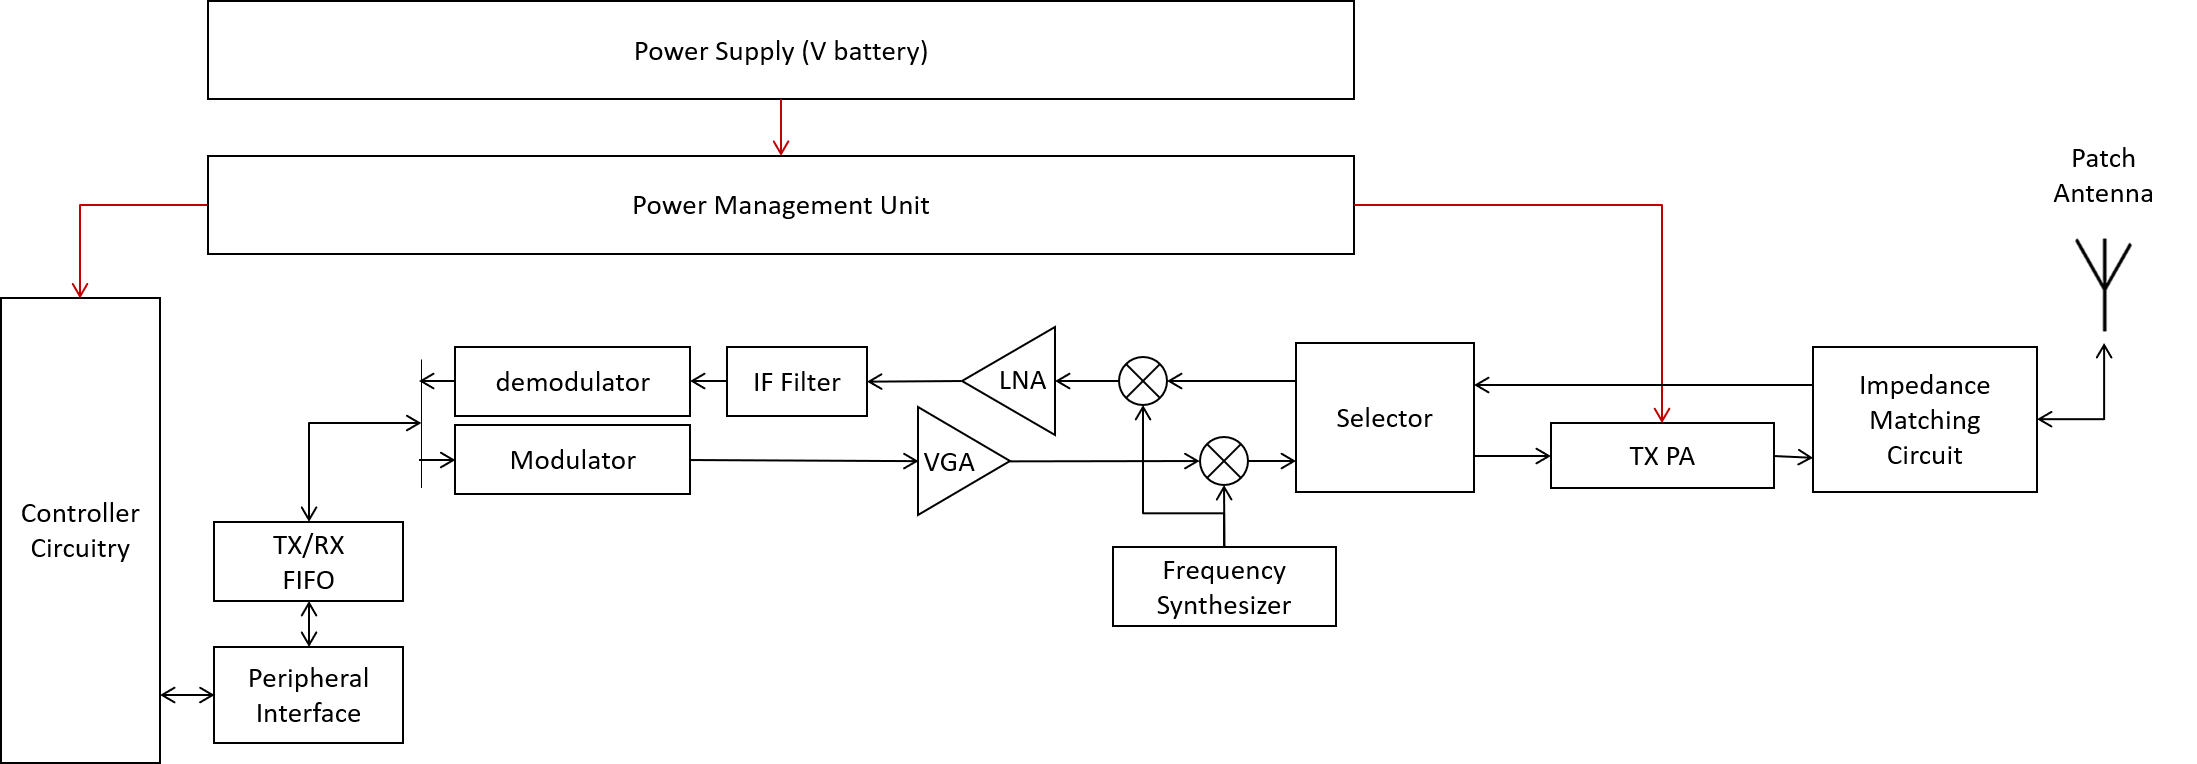 Power Supply (V battery)
Power Management Unit
Patch
Antenna
demodulator
IF Filter
LNA
Selector
Impedance
Matching
Circuit
Modulator
VGA
TX PA
Controller
Circuitry
TX/RX
FIFO
Frequency
Synthesizer
Peripheral
Interface